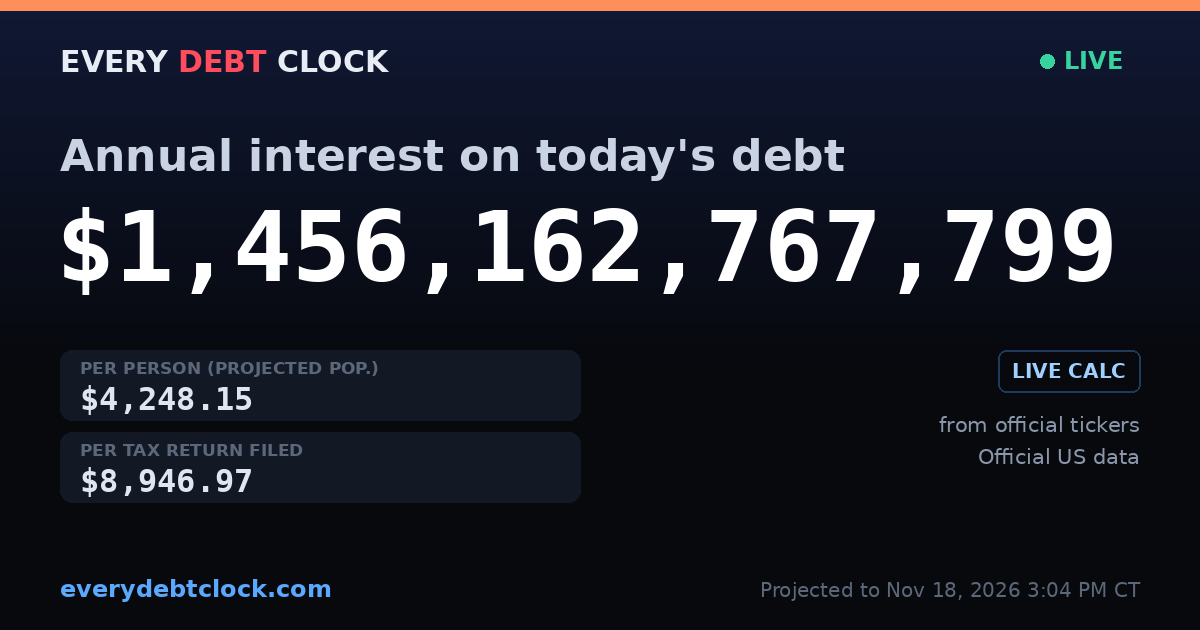 EVERY DEBT CLOCK
LIVE
Annual interest on today's debt
$1,456,162,767,799
PER PERSON (PROJECTED POP.)
$4,248.15
PER TAX RETURN FILED
$8,946.97
LIVE CALC
from official tickers
Official US data
everydebtclock.com
Projected to Nov 18, 2026 3:04 PM CT